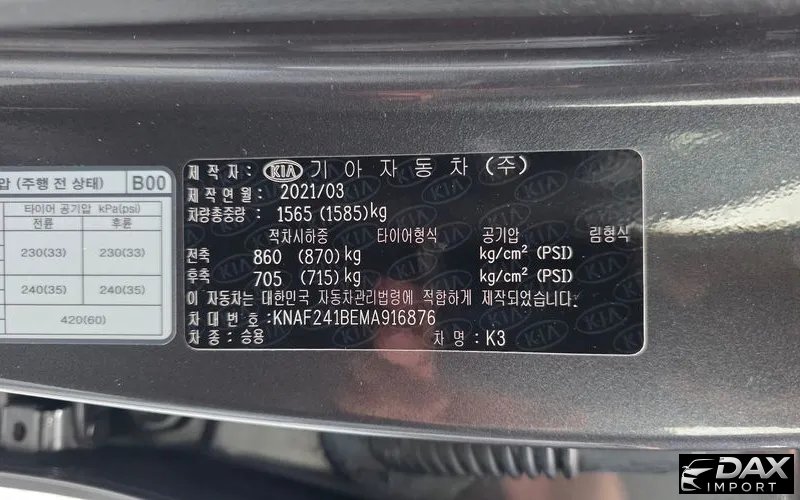 압 (주행 전 상태) B00
타이어 공기압 kPa(psi)
전륜 후륜
230(33) 230(33)
240(35) 240(35)
420(60)
제 작 자 : KIA 기 아 자 동 차 (주)
제 작 연 월 : 2021/03
차량총중량 : 1565 (1585)kg
적차시하중 타이어형식 공기압 림형식
전축 860 (870)kg kg/cm² (PSI)
후축 705 (715)kg kg/cm² (PSI)
이 자동차는 대한민국 자동차관리법령에 적합하게 제작되었습니다.
차 대 번 호 : KNAF241BEMA916876
차 종 : 승용 차 명 : K3
DAX
IMPORT